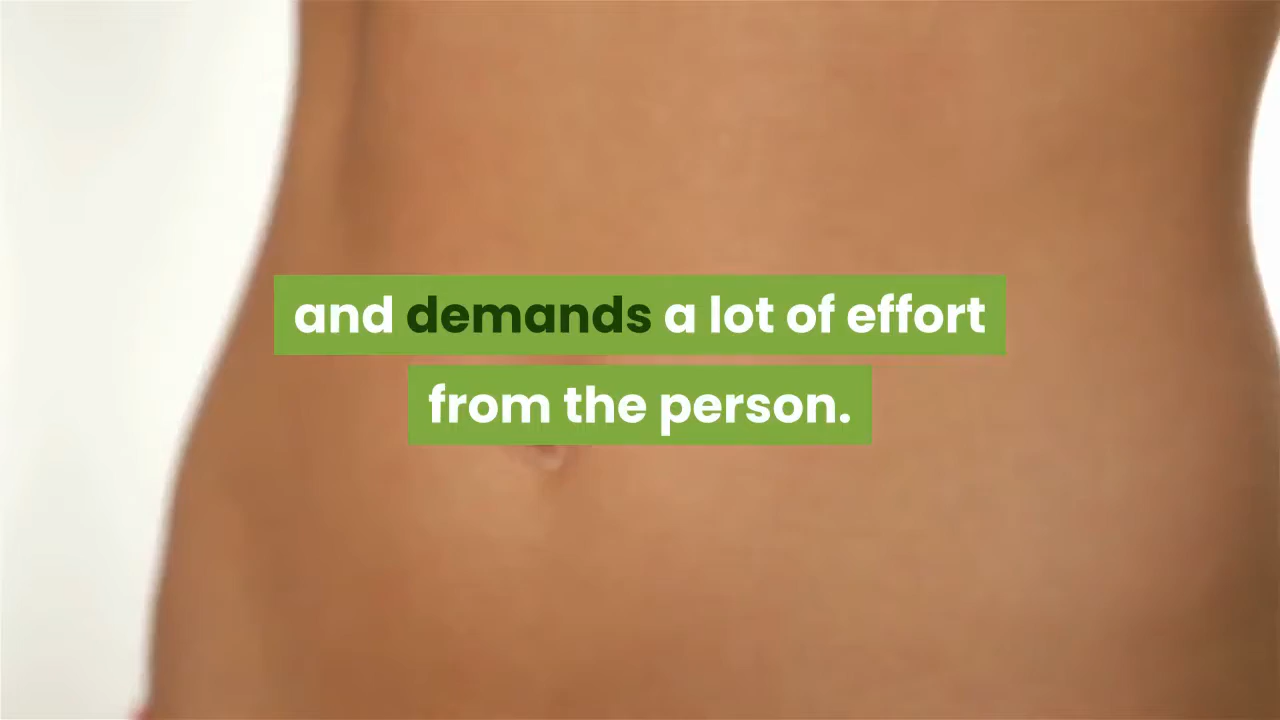 and demands a lot of effort
from the person.